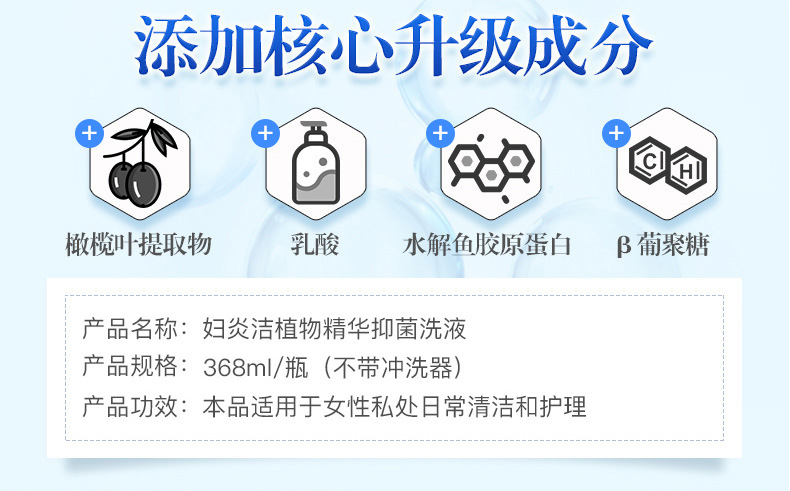 添加核心升级成分
橄榄叶提取物 乳酸 水解鱼胶原蛋白 β 葡聚糖
Cl HI
产品名称：妇炎洁植物精华抑菌洗液
产品规格：368ml/瓶（不带冲洗器）
产品功效：本品适用于女性私处日常清洁和护理